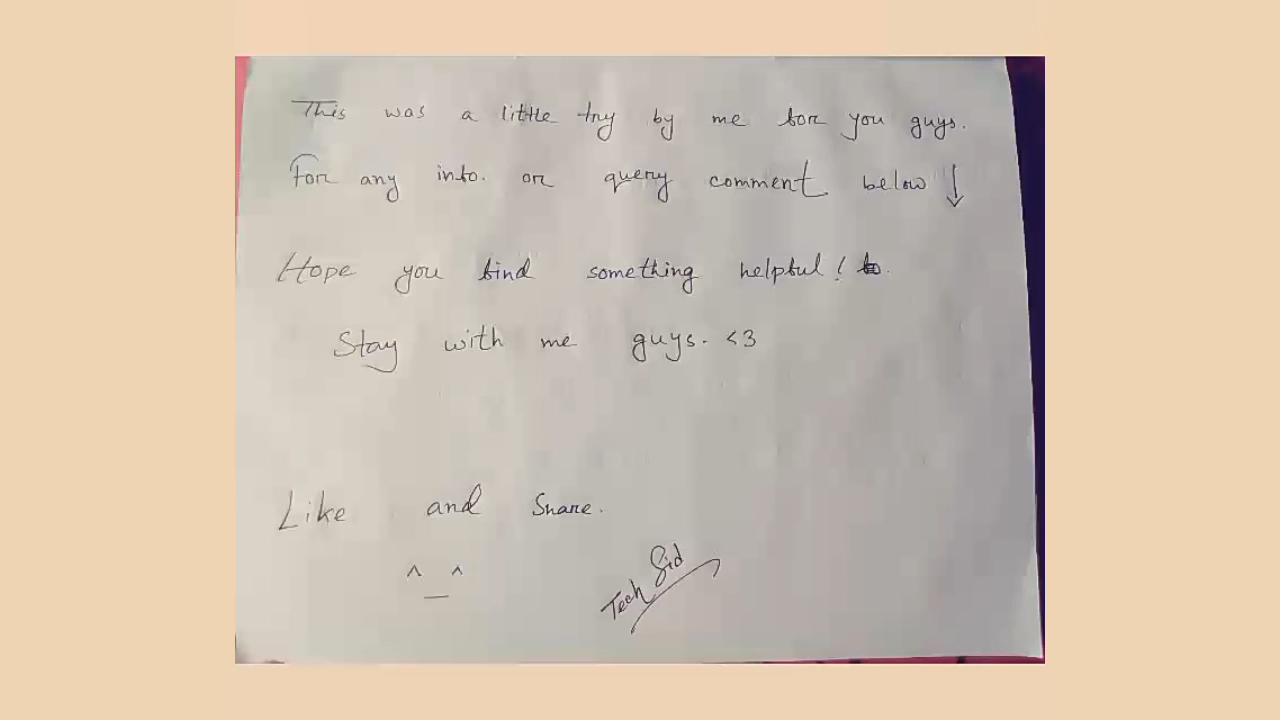 This was a little try by me for you guys.
For any info. or query comment below ↓
Hope you find something helpful!
Stay with me guys. <3
Like and Share.
^_^
Tech Sid